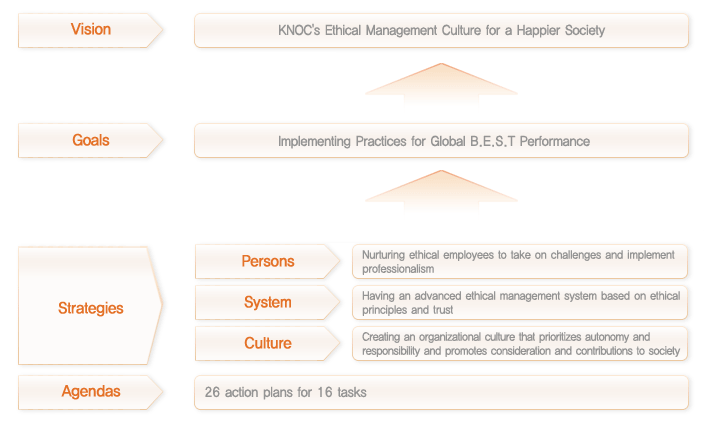 Vision
KNOC's Ethical Management Culture for a Happier Society
Goals
Implementing Practices for Global B.E.S.T Performance
Strategies
Persons
Nurturing ethical employees to take on challenges and implement
professionalism
System
Having an advanced ethical management system based on ethical
principles and trust
Culture
Creating an organizational culture that prioritizes autonomy and
responsibility and promotes consideration and contributions to society
Agendas
26 action plans for 16 tasks